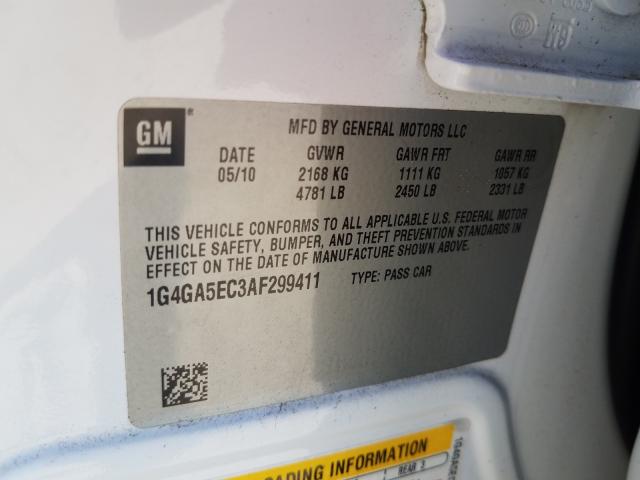 GM
MFD BY GENERAL MOTORS LLC
DATE GVWR GAWR FRT GAWR RR
05/10 2168 KG 1111 KG 1057 KG
4781 LB 2450 LB 2331 LB
THIS VEHICLE CONFORMS TO ALL APPLICABLE U.S. FEDERAL MOTOR
VEHICLE SAFETY, BUMPER, AND THEFT PREVENTION STANDARDS IN
EFFECT ON THE DATE OF MANUFACTURE SHOWN ABOVE.
1G4GA5EC3AF299411 TYPE: PASS CAR
LOADING INFORMATION
REAR 3